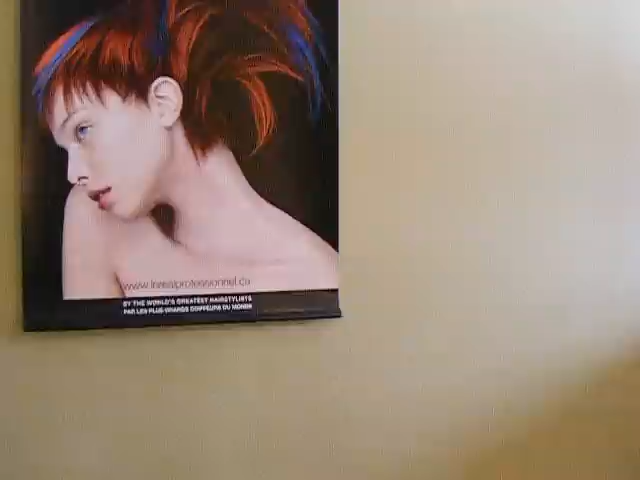 www.lorealprofessionnel.ca
BY THE WORLD'S GREATEST HAIRSTYLISTS
PAR LES PLUS GRANDS COIFFEURS DU MONDE